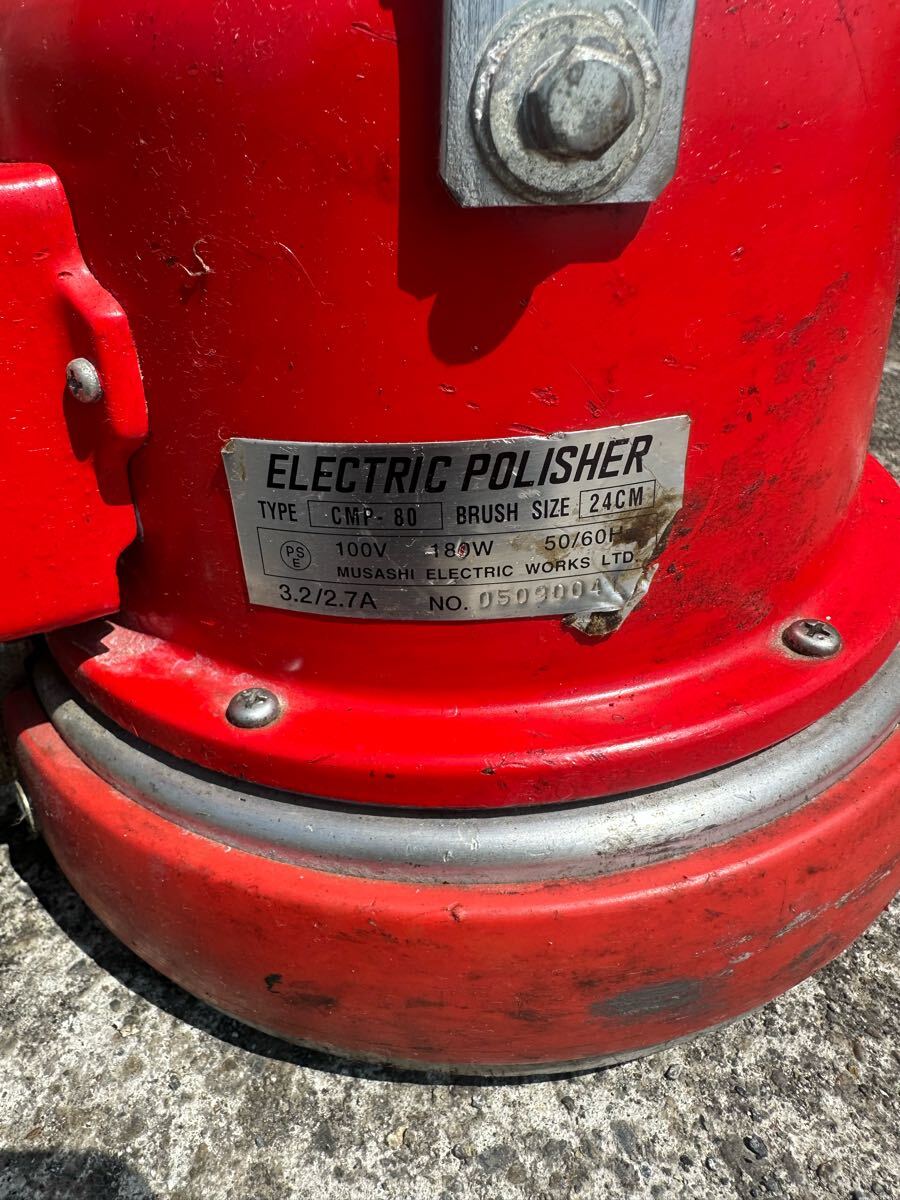 ELECTRIC POLISHER
TYPE CMP-80 BRUSH SIZE 24CM
PS E 100V 180W 50/60H
MUSASHI ELECTRIC WORKS LTD.
3.2/2.7A NO.